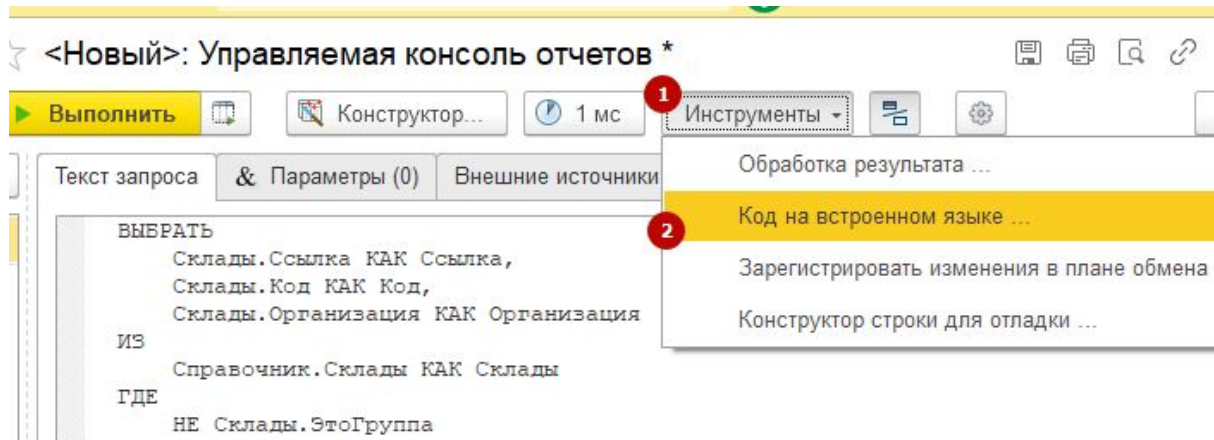 <Новый>: Управляемая консоль отчетов *
Выполнить Конструктор... 1 мс 1 Инструменты
Текст запроса & Параметры (0) Внешние источники
Обработка результата ...
2 Код на встроенном языке ...
Зарегистрировать изменения в плане обмена
Конструктор строки для отладки ...
ВЫБРАТЬ
Склады.Ссылка КАК Ссылка,
Склады.Код КАК Код,
Склады.Организация КАК Организация
ИЗ
Справочник.Склады КАК Склады
ГДЕ
НЕ Склады.ЭтоГруппа